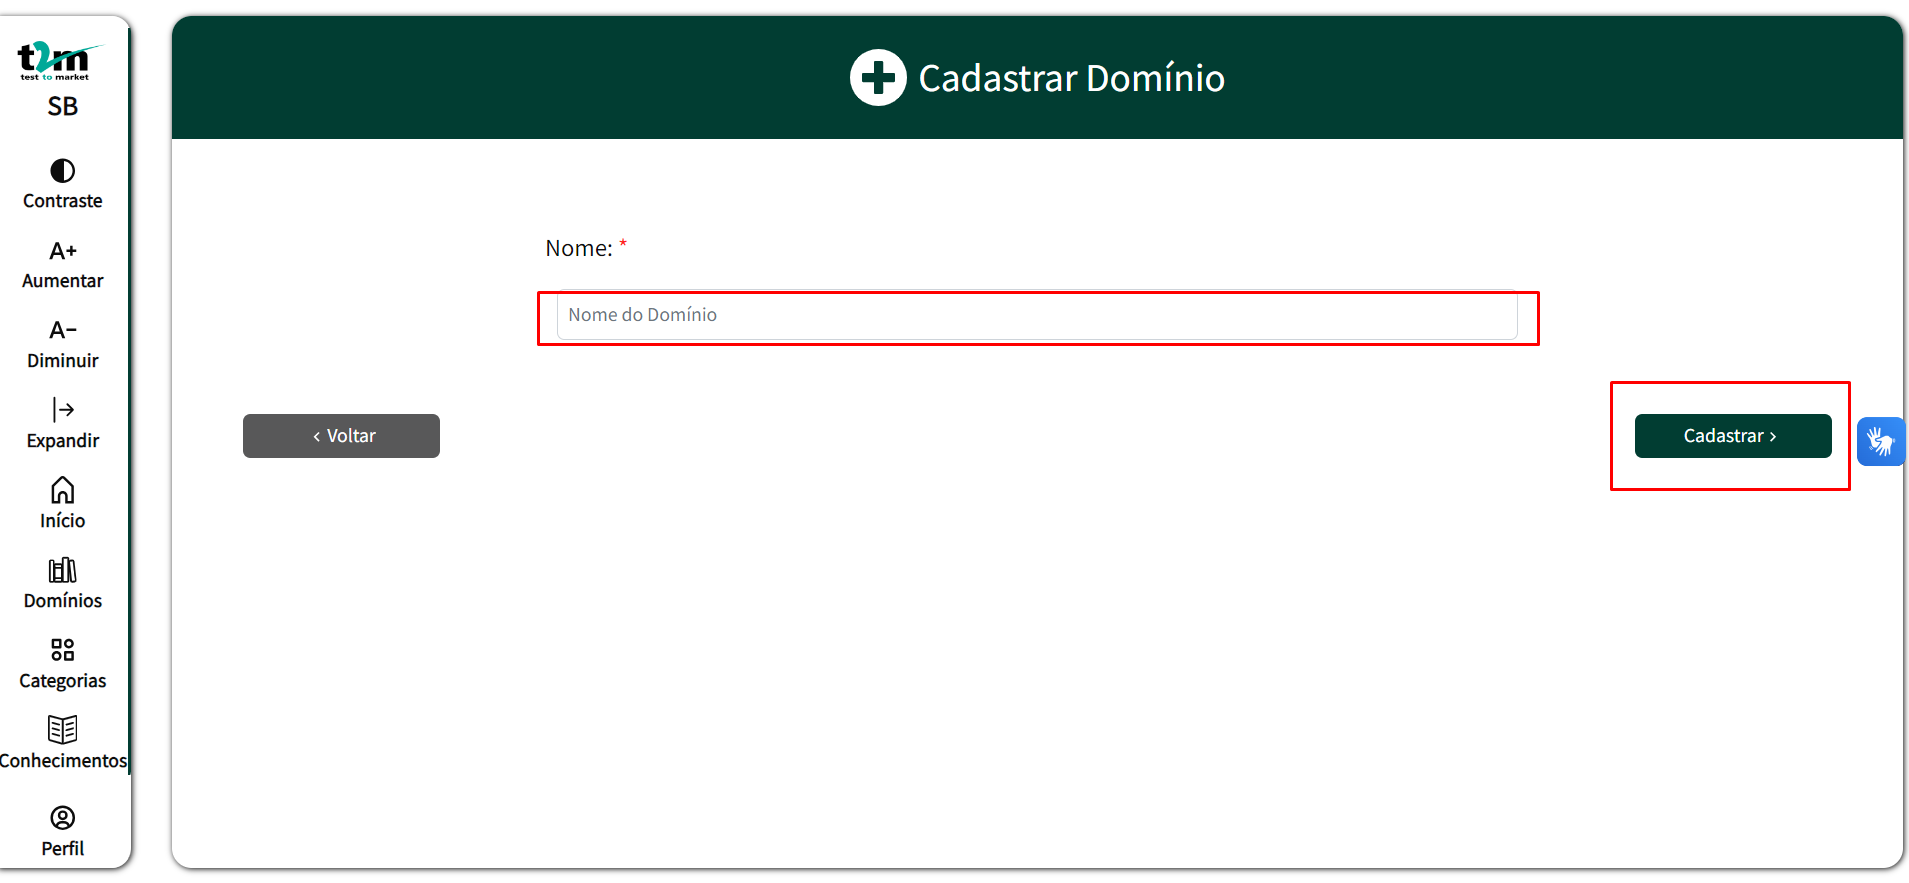 t2m
test to market
SB
Contraste
A+
Aumentar
A-
Diminuir
Expandir
Início
Domínios
Categorias
Conhecimentos
Perfil
Cadastrar Domínio
Nome: *
Nome do Domínio
‹ Voltar
Cadastrar ›